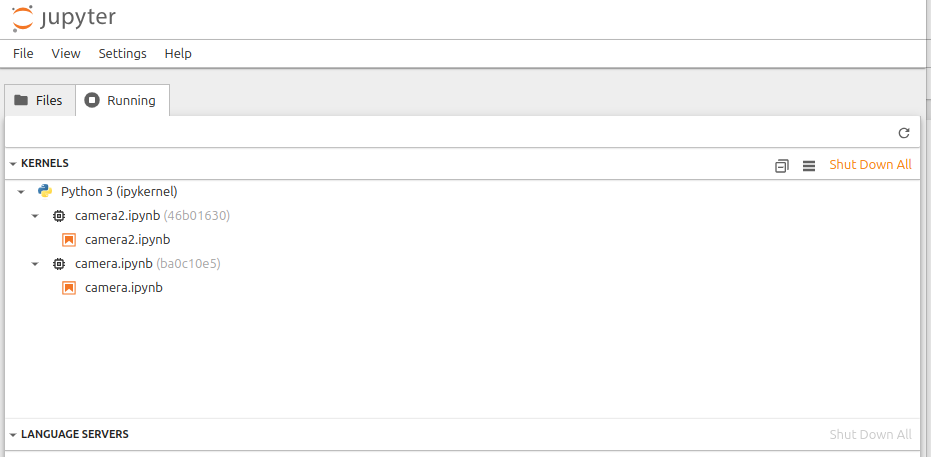 jupyter
File View Settings Help
Files Running
KERNELS Shut Down All
Python 3 (ipykernel)
camera2.ipynb (46b01630)
camera2.ipynb
camera.ipynb (ba0c10e5)
camera.ipynb
LANGUAGE SERVERS Shut Down All